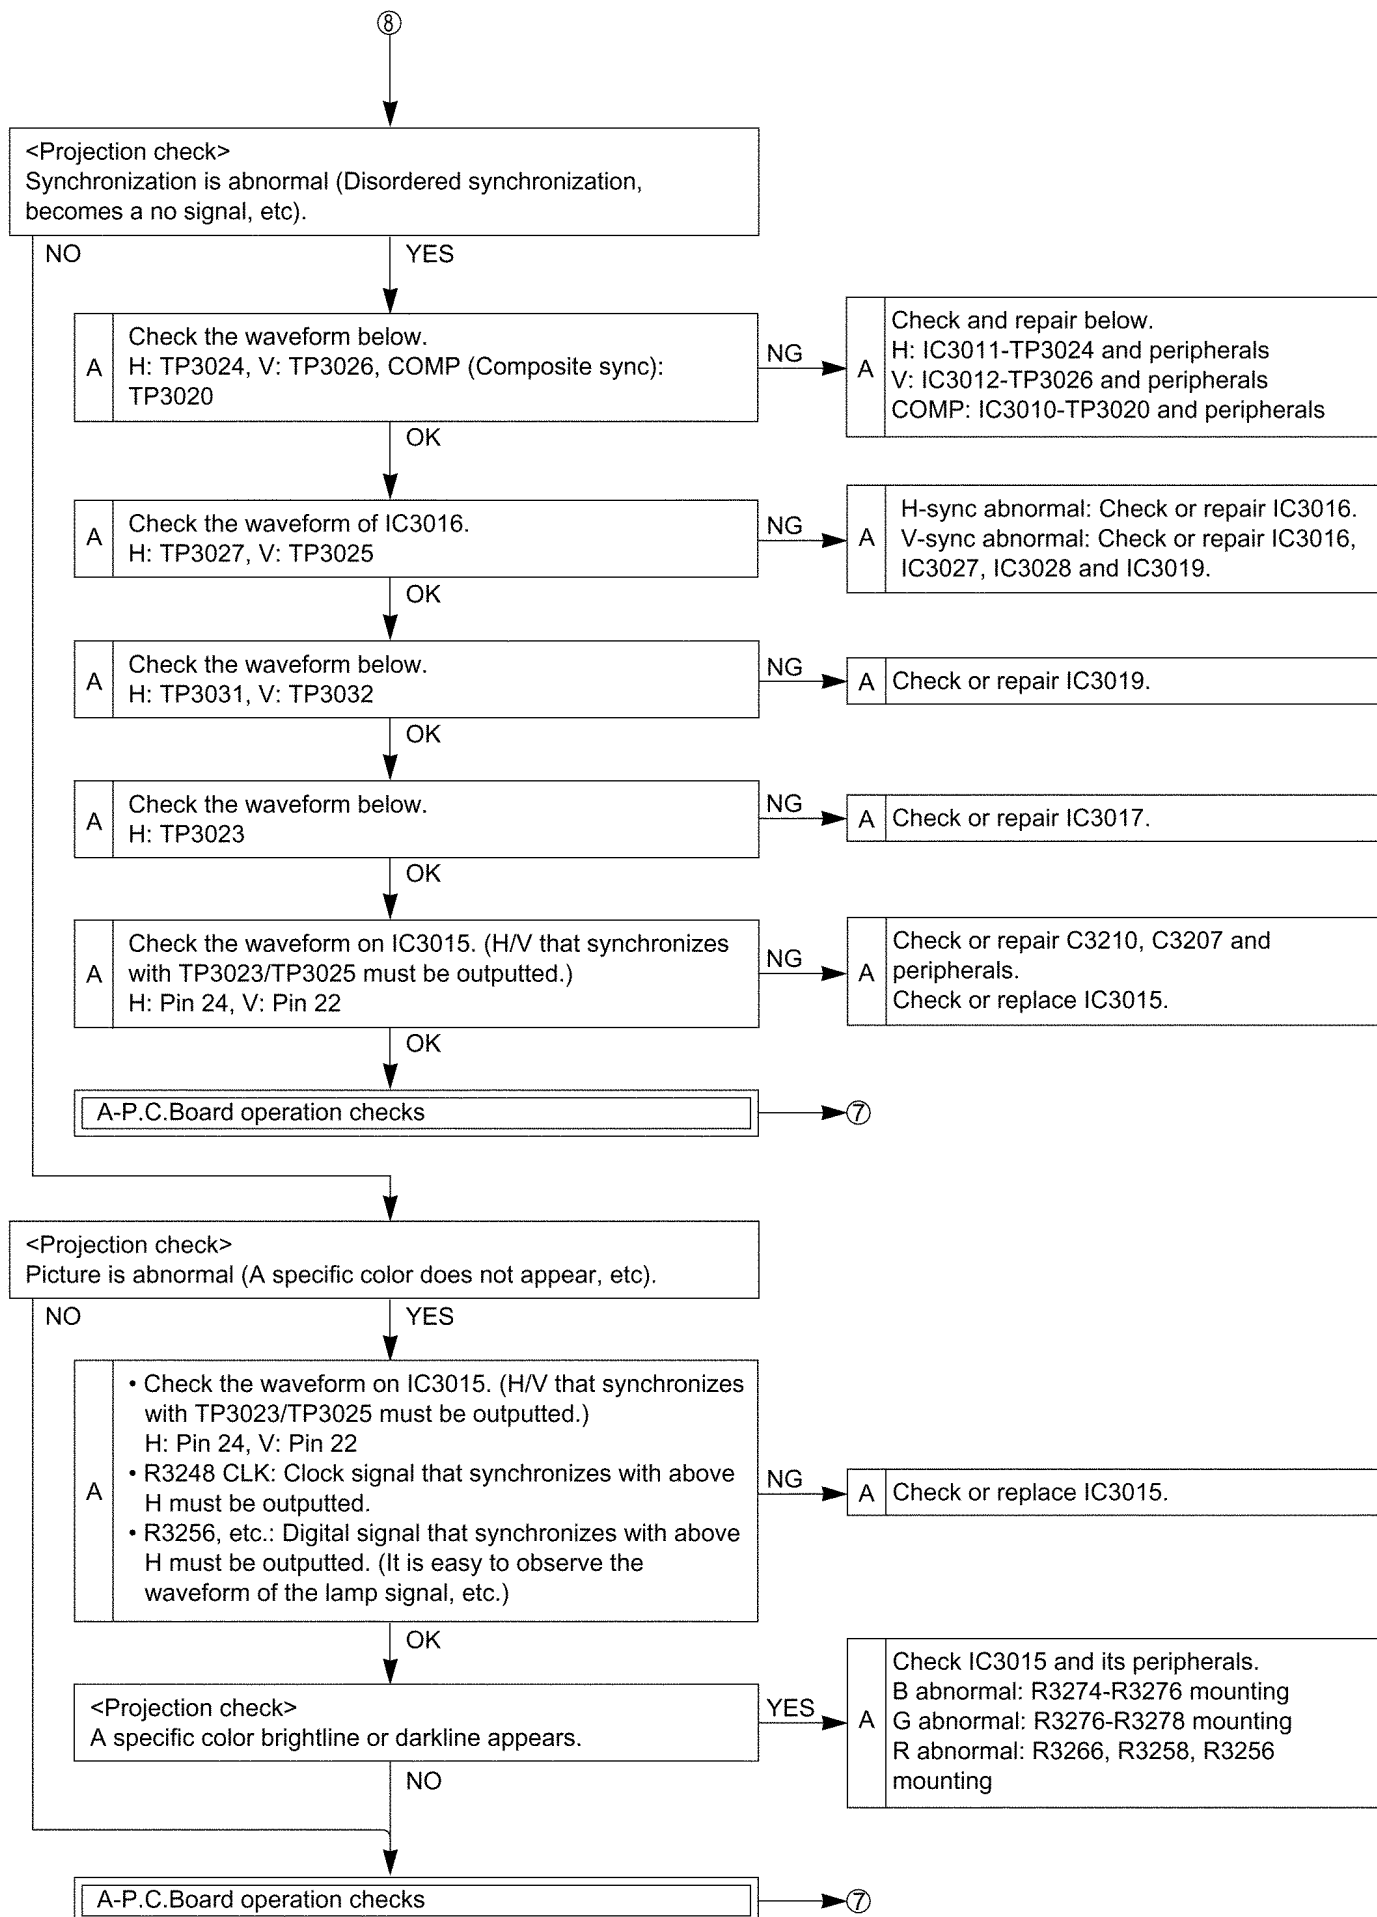 ⑧
<Projection check>
Synchronization is abnormal (Disordered synchronization,
becomes a no signal, etc).
NO
YES
A
Check the waveform below.
H: TP3024, V: TP3026, COMP (Composite sync):
TP3020
NG
A
Check and repair below.
H: IC3011-TP3024 and peripherals
V: IC3012-TP3026 and peripherals
COMP: IC3010-TP3020 and peripherals
OK
A
Check the waveform of IC3016.
H: TP3027, V: TP3025
NG
A
H-sync abnormal: Check or repair IC3016.
V-sync abnormal: Check or repair IC3016,
IC3027, IC3028 and IC3019.
OK
A
Check the waveform below.
H: TP3031, V: TP3032
NG
A
Check or repair IC3019.
OK
A
Check the waveform below.
H: TP3023
NG
A
Check or repair IC3017.
OK
A
Check the waveform on IC3015. (H/V that synchronizes
with TP3023/TP3025 must be outputted.)
H: Pin 24, V: Pin 22
NG
A
Check or repair C3210, C3207 and
peripherals.
Check or replace IC3015.
OK
A-P.C.Board operation checks
⑦
<Projection check>
Picture is abnormal (A specific color does not appear, etc).
NO
YES
A
• Check the waveform on IC3015. (H/V that synchronizes
with TP3023/TP3025 must be outputted.)
H: Pin 24, V: Pin 22
• R3248 CLK: Clock signal that synchronizes with above
H must be outputted.
• R3256, etc.: Digital signal that synchronizes with above
H must be outputted. (It is easy to observe the
waveform of the lamp signal, etc.)
NG
A
Check or replace IC3015.
OK
<Projection check>
A specific color brightline or darkline appears.
YES
A
Check IC3015 and its peripherals.
B abnormal: R3274-R3276 mounting
G abnormal: R3276-R3278 mounting
R abnormal: R3266, R3258, R3256
mounting
NO
A-P.C.Board operation checks
⑦